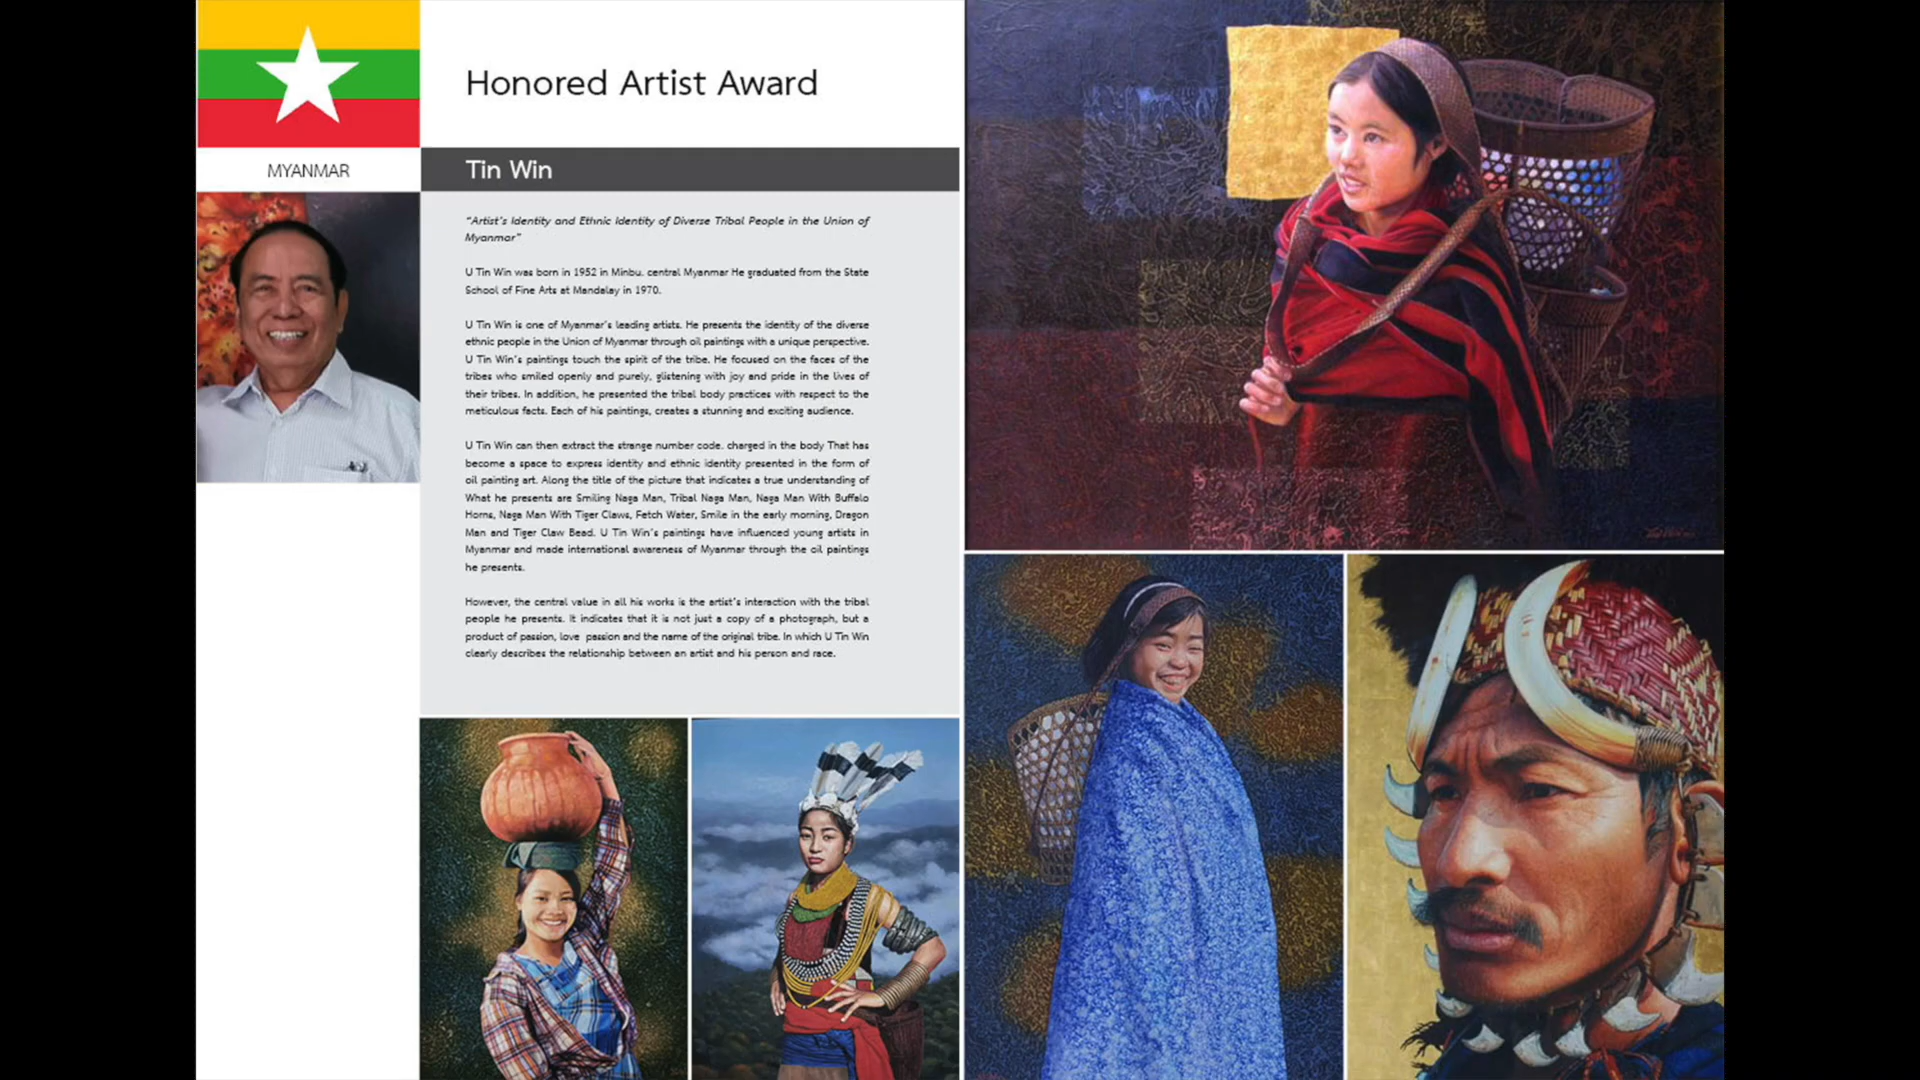 Honored Artist Award
MYANMAR
Tin Win
"Artist's Identity and Ethnic Identity of Diverse Tribal People in the Union of
Myanmar"
U Tin Win was born in 1952 in Minbu. central Myanmar He graduated from the State
School of Fine Arts at Mandalay in 1970.
U Tin Win is one of Myanmar's leading artists. He presents the identity of the diverse
ethnic people in the Union of Myanmar through oil paintings with a unique perspective.
U Tin Win's paintings touch the spirit of the tribe. He focused on the faces of the
tribes who smiled openly and purely, glistening with joy and pride in the lives of
their tribes. In addition, he presented the tribal body practices with respect to the
meticulous facts. Each of his paintings, creates a stunning and exciting audience.
U Tin Win can then extract the strange number code. charged in the body That has
become a space to express identity and ethnic identity presented in the form of
oil painting art. Along the title of the picture that indicates a true understanding of
What he presents are Smiling Naga Man, Tribal Naga Man, Naga Man With Buffalo
Horns, Naga Man With Tiger Claws, Fetch Water, Smile in the early morning, Dragon
Man and Tiger Claw Bead. U Tin Win's paintings have influenced young artists in
Myanmar and made international awareness of Myanmar through the oil paintings
he presents.
However, the central value in all his works is the artist's interaction with the tribal
people he presents. It indicates that it is not just a copy of a photograph, but a
product of passion, love passion and the name of the original tribe. In which U Tin Win
clearly describes the relationship between an artist and his person and race.